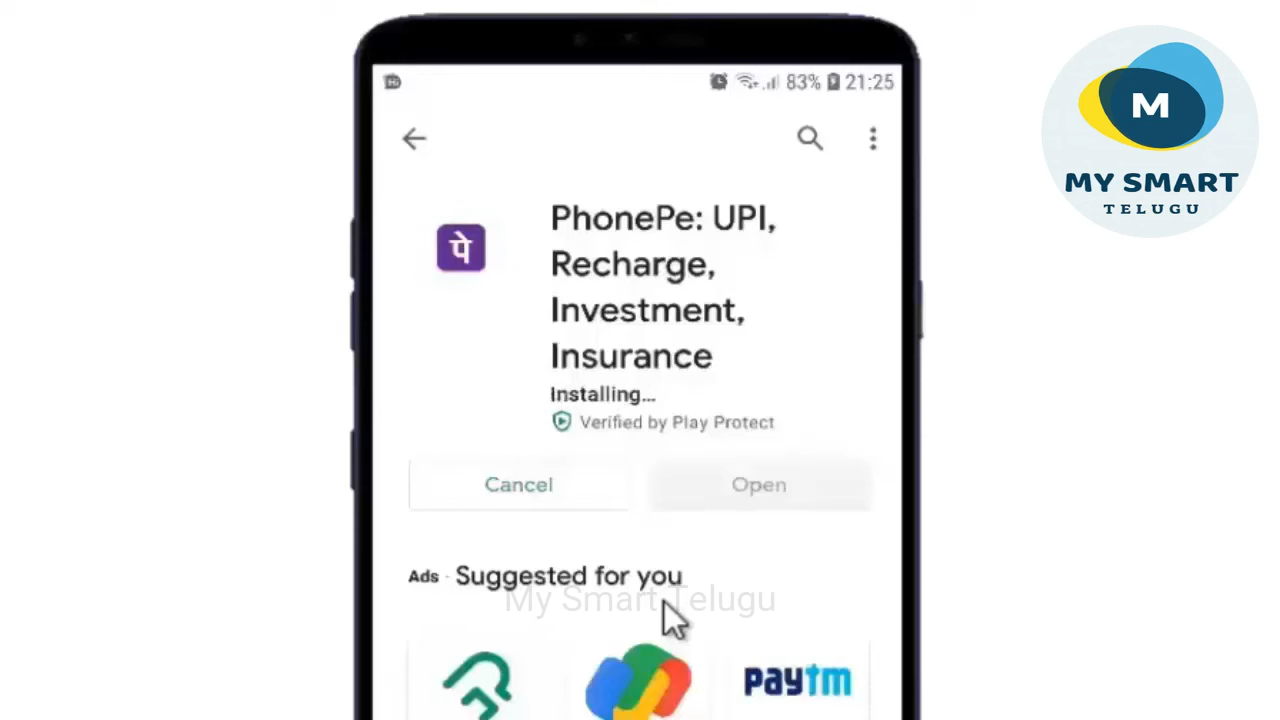 83% 21:25
M
MY SMART
TELUGU
पे
PhonePe: UPI,
Recharge,
Investment,
Insurance
Installing...
Verified by Play Protect
Cancel
Open
Ads · Suggested for you
My Smart Telugu
paytm